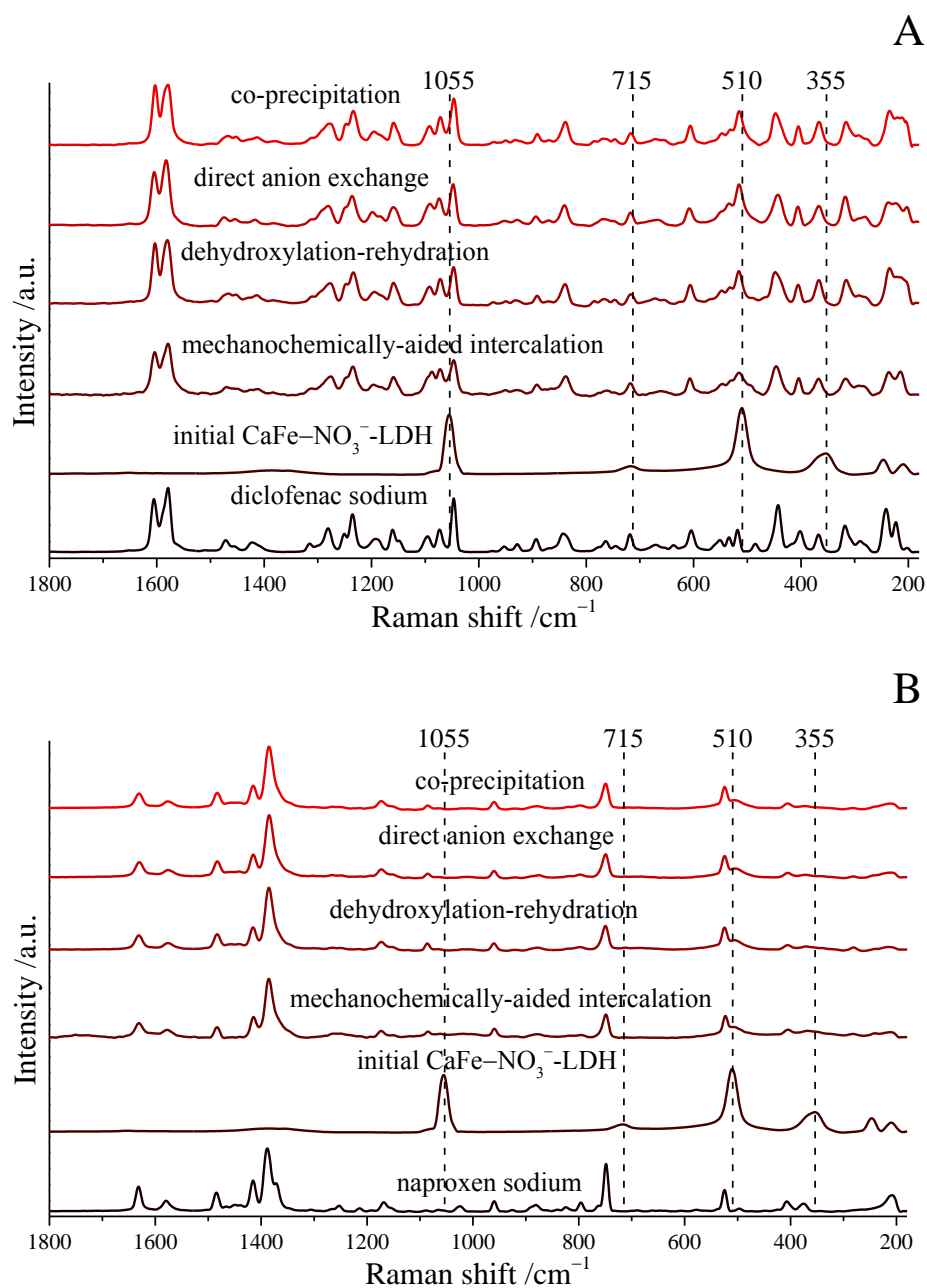 A
1055 715 510 355
co-precipitation
direct anion exchange
dehydroxylation-rehydration
mechanochemically-aided intercalation
initial CaFe–NO₃⁻-LDH
diclofenac sodium
Intensity /a.u.
1800 1600 1400 1200 1000 800 600 400 200
Raman shift /cm⁻¹
B
1055 715 510 355
co-precipitation
direct anion exchange
dehydroxylation-rehydration
mechanochemically-aided intercalation
initial CaFe–NO₃⁻-LDH
naproxen sodium
Intensity /a.u.
1800 1600 1400 1200 1000 800 600 400 200
Raman shift /cm⁻¹